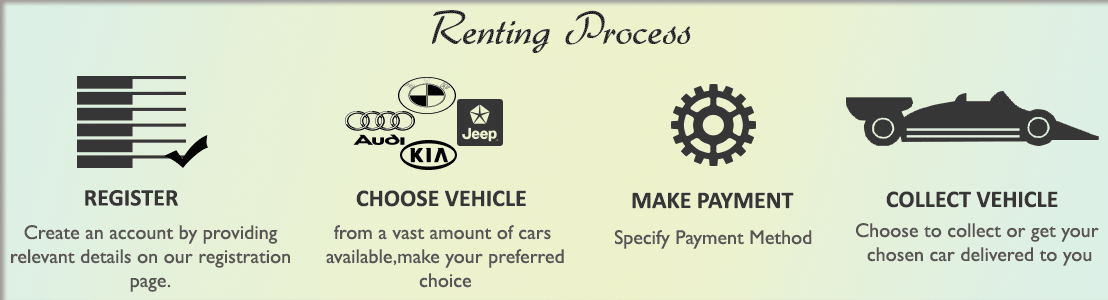 Renting Process
Audi
Jeep
KIA
REGISTER
Create an account by providing
relevant details on our registration
page.
CHOOSE VEHICLE
from a vast amount of cars
available,make your preferred
choice
MAKE PAYMENT
Specify Payment Method
COLLECT VEHICLE
Choose to collect or get your
chosen car delivered to you